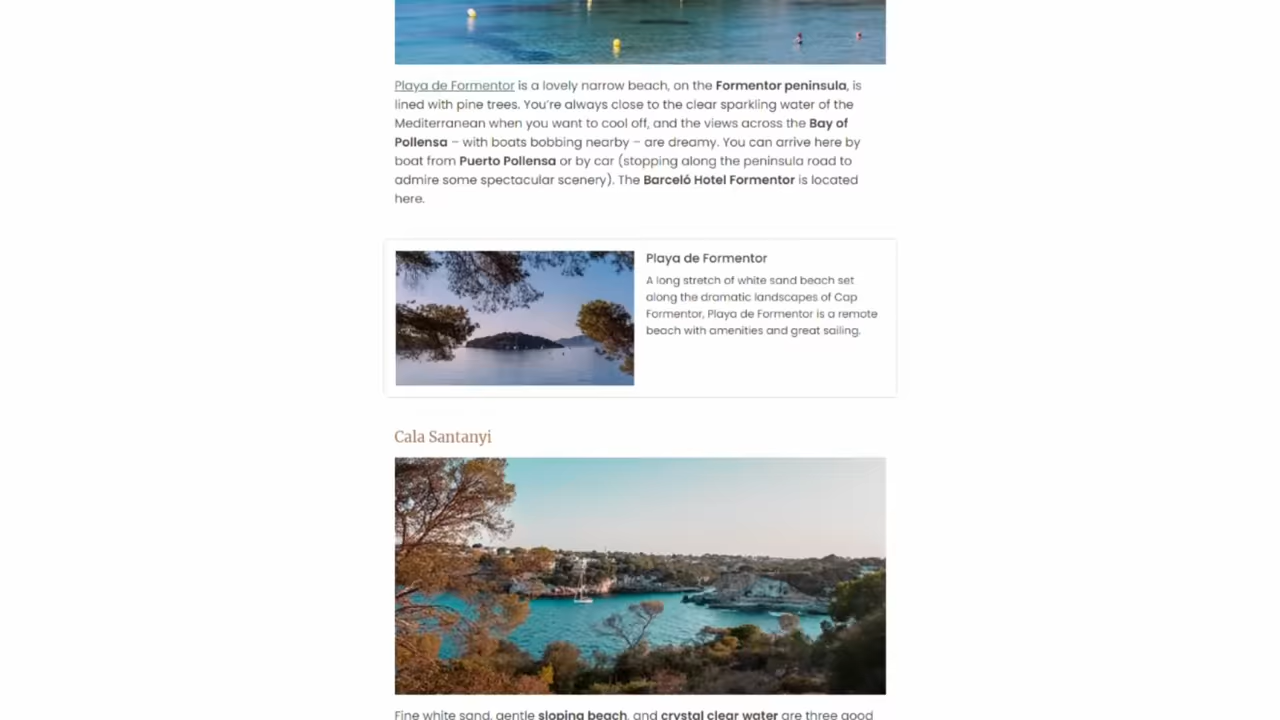 Playa de Formentor is a lovely narrow beach, on the Formentor peninsula, is
lined with pine trees. You're always close to the clear sparkling water of the
Mediterranean when you want to cool off, and the views across the Bay of
Pollensa – with boats bobbing nearby – are dreamy. You can arrive here by
boat from Puerto Pollensa or by car (stopping along the peninsula road to
admire some spectacular scenery). The Barceló Hotel Formentor is located
here.
Playa de Formentor
A long stretch of white sand beach set
along the dramatic landscapes of Cap
Formentor, Playa de Formentor is a remote
beach with amenities and great sailing.
Cala Santanyi
Fine white sand, gentle sloping beach, and crystal clear water are three good